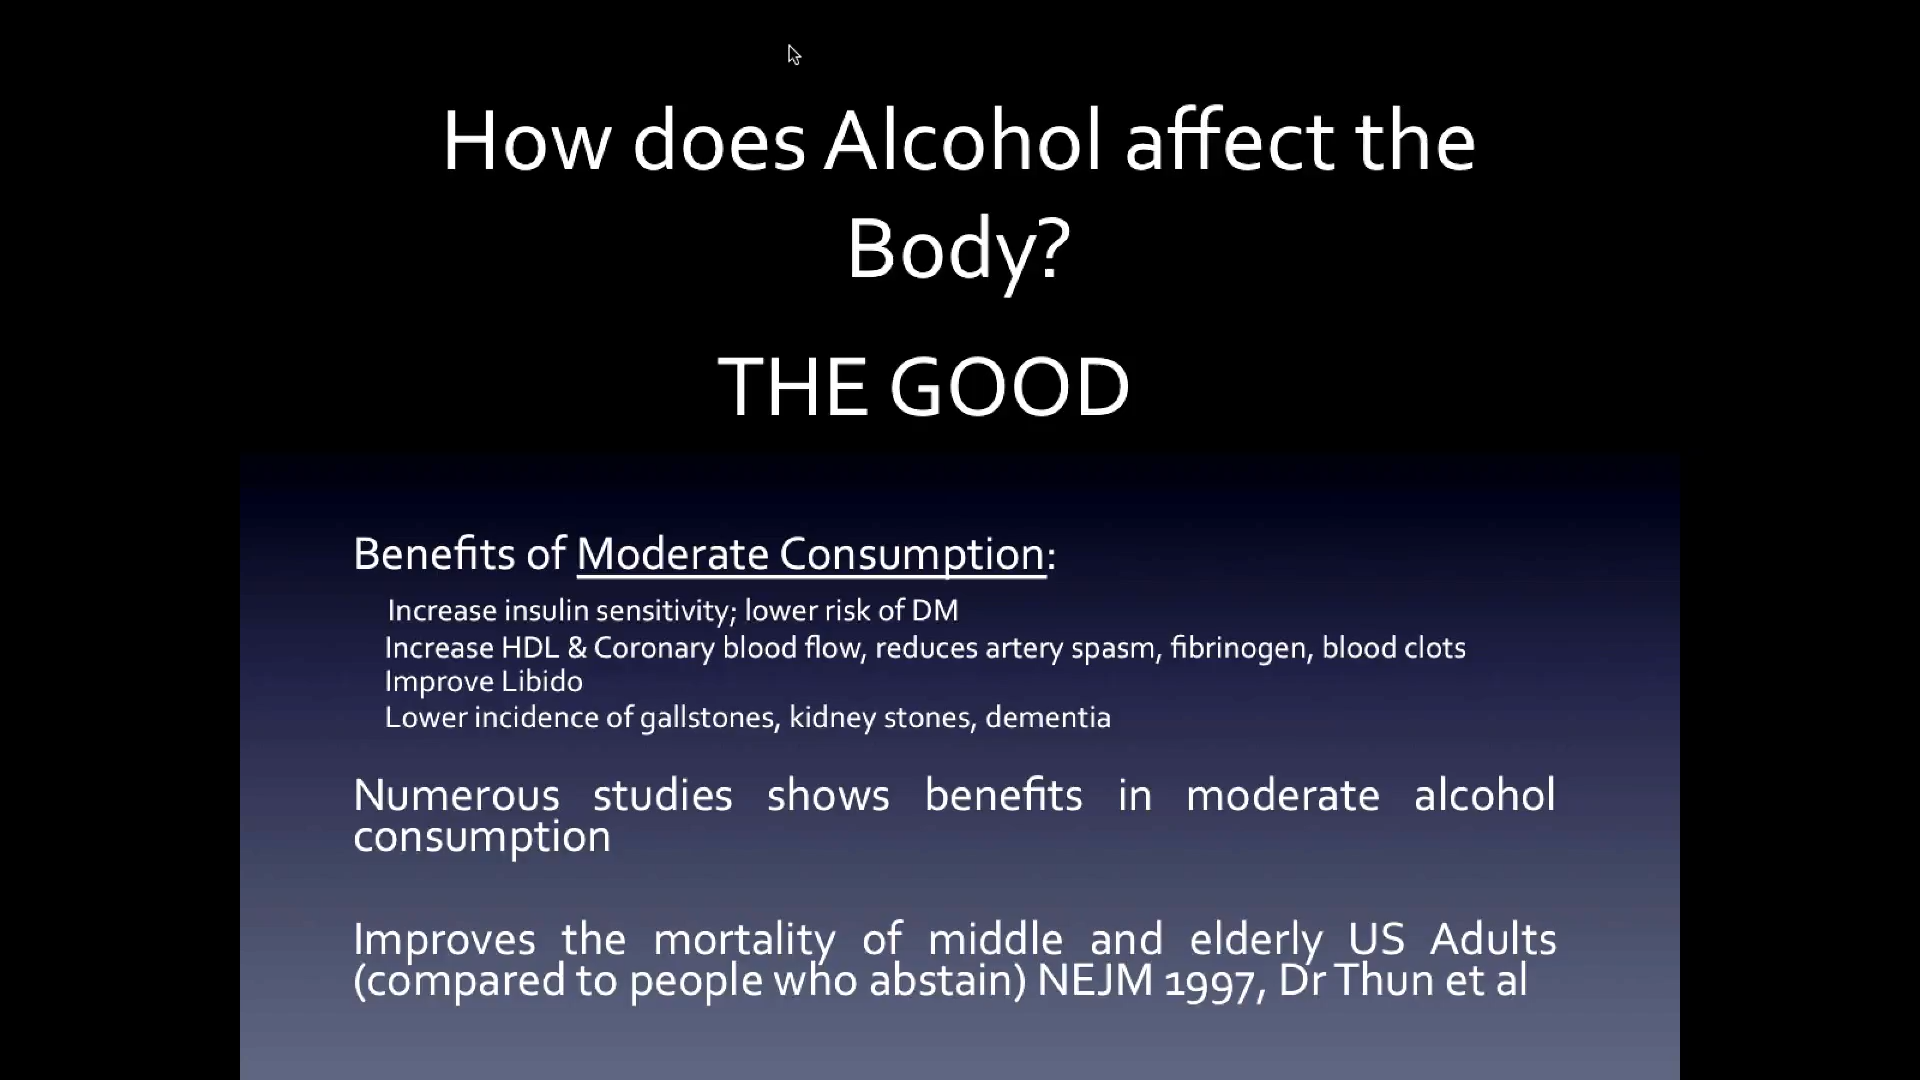 How does Alcohol affect the
Body?
THE GOOD
Benefits of Moderate Consumption:
Increase insulin sensitivity; lower risk of DM
Increase HDL & Coronary blood flow, reduces artery spasm, fibrinogen, blood clots
Improve Libido
Lower incidence of gallstones, kidney stones, dementia
Numerous studies shows benefits in moderate alcohol
consumption
Improves the mortality of middle and elderly US Adults
(compared to people who abstain) NEJM 1997, Dr Thun et al